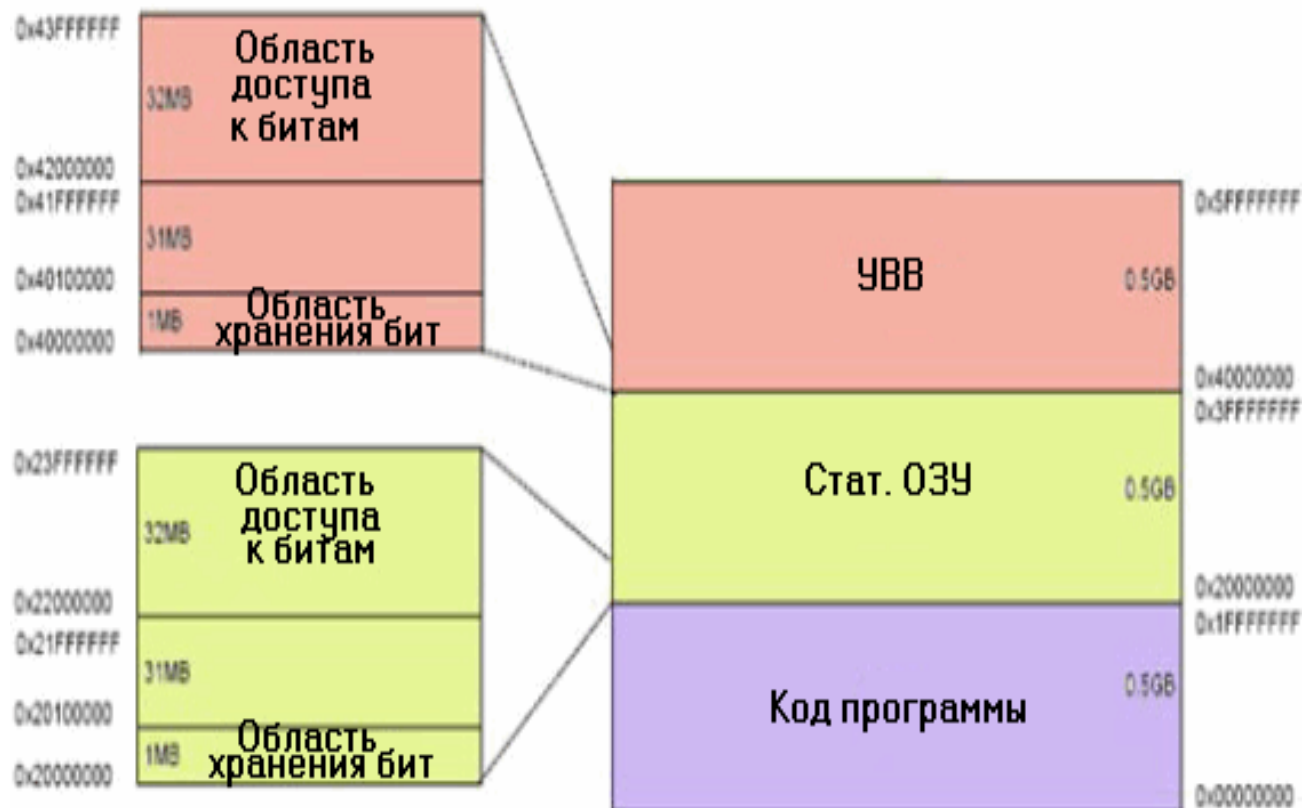 0x43FFFFFF
Область
доступа
к битам
32MB
0x42000000
0x41FFFFFF
31MB
0x40100000
Область
хранения бит
1MB
0x40000000
0x23FFFFFF
Область
доступа
к битам
32MB
0x22000000
0x21FFFFFF
31MB
0x20100000
Область
хранения бит
1MB
0x20000000
0x5FFFFFFF
УВВ
0.5GB
0x40000000
0x3FFFFFFF
Стат. ОЗУ
0.5GB
0x20000000
0x1FFFFFFF
Код программы
0.5GB
0x00000000